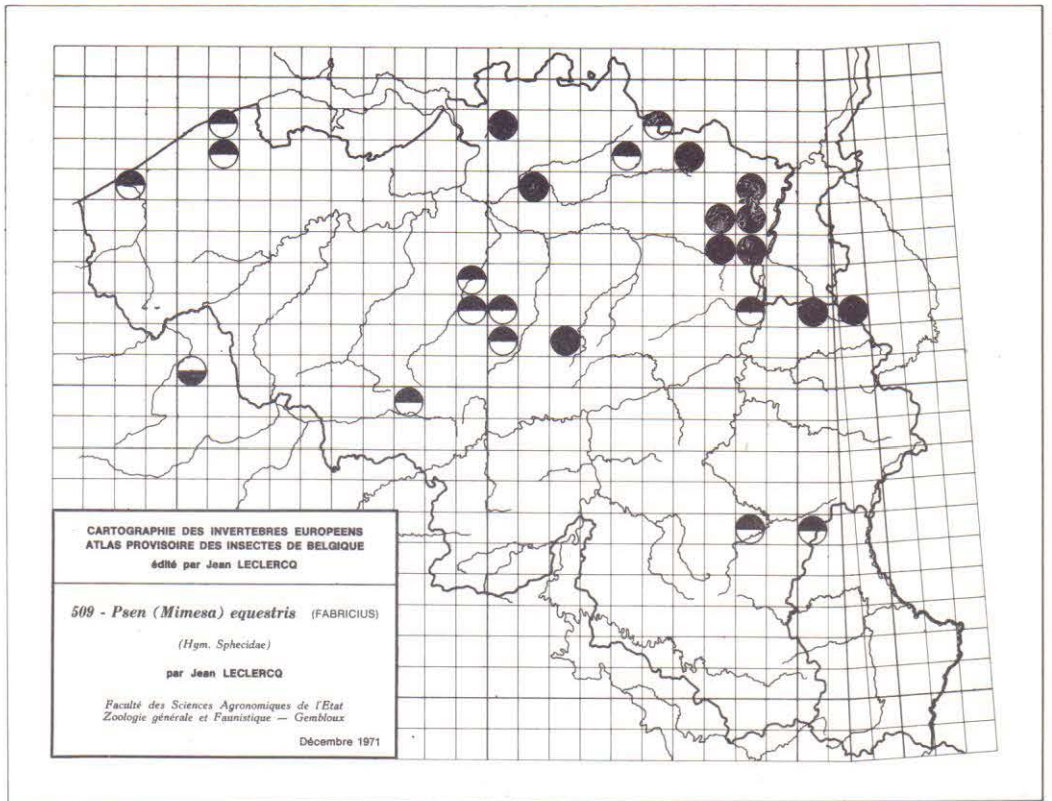 CARTOGRAPHIE DES INVERTEBRES EUROPEENS
ATLAS PROVISOIRE DES INSECTES DE BELGIQUE
édité par Jean LECLERCQ
509 - Psen (Mimesa) equestris (FABRICIUS)
(Hym. Sphecidae)
par Jean LECLERCQ
Faculté des Sciences Agronomiques de l'Etat
Zoologie générale et Faunistique — Gembloux
Décembre 1971